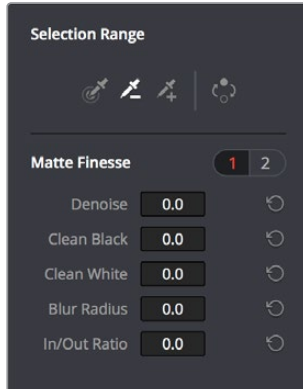 Selection Range
Matte Finesse 1 2
Denoise 0.0
Clean Black 0.0
Clean White 0.0
Blur Radius 0.0
In/Out Ratio 0.0